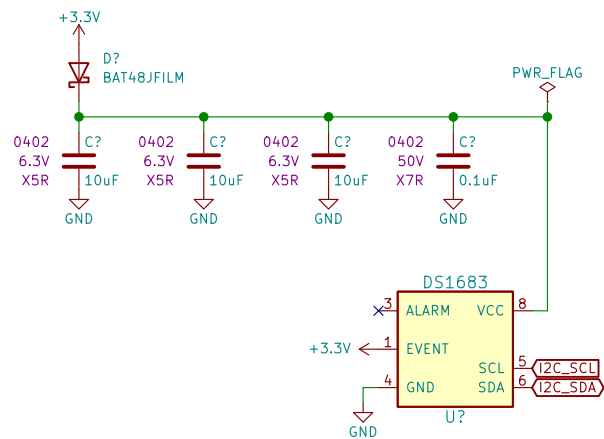 +3.3V
D?
BAT48JFILM
PWR_FLAG
0402
6.3V
X5R
C?
10uF
GND
0402
6.3V
X5R
C?
10uF
GND
0402
6.3V
X5R
C?
10uF
GND
0402
50V
X7R
C?
0.1uF
GND
DS1683
3
ALARM
VCC
8
+3.3V
1
EVENT
SCL
5
I2C_SCL
4
GND
SDA
6
I2C_SDA
GND
U?